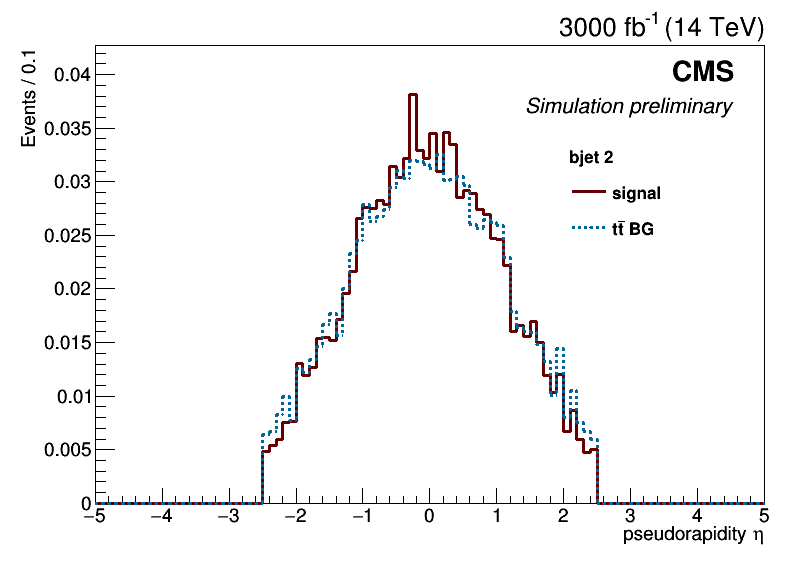 3000 fb⁻¹ (14 TeV)
CMS
Simulation preliminary
bjet 2
signal
tt̄ BG
Events / 0.1
0.04
0.035
0.03
0.025
0.02
0.015
0.01
0.005
0
−5 −4 −3 −2 −1 0 1 2 3 4 5
pseudorapidity η